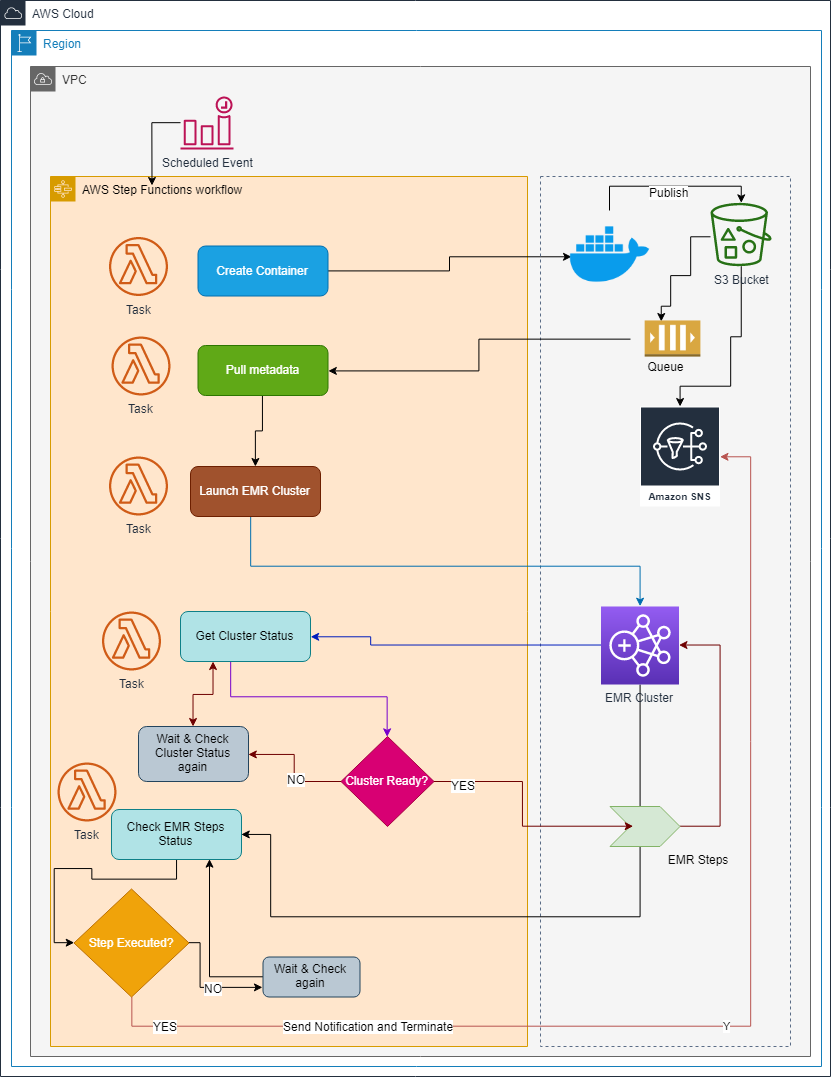 AWS Cloud
Region
VPC
Scheduled Event
AWS Step Functions workflow
Publish
Create Container
S3 Bucket
Task
Queue
Pull metadata
Task
Launch EMR Cluster
Amazon SNS
Task
Get Cluster Status
Task
EMR Cluster
Wait & Check
Cluster Status
again
NO
Cluster Ready?
YES
Task
Check EMR Steps
Status
EMR Steps
Step Executed?
Wait & Check
again
NO
YES
Send Notification and Terminate
Y